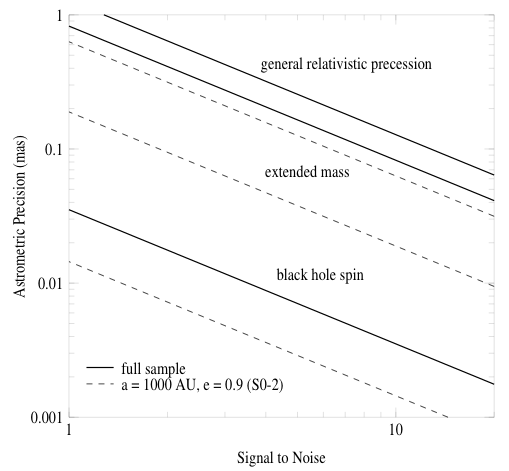 1
general relativistic precession
0.1
extended mass
Astrometric Precision (mas)
0.01
black hole spin
full sample
a = 1000 AU, e = 0.9 (S0-2)
0.001
1
10
Signal to Noise